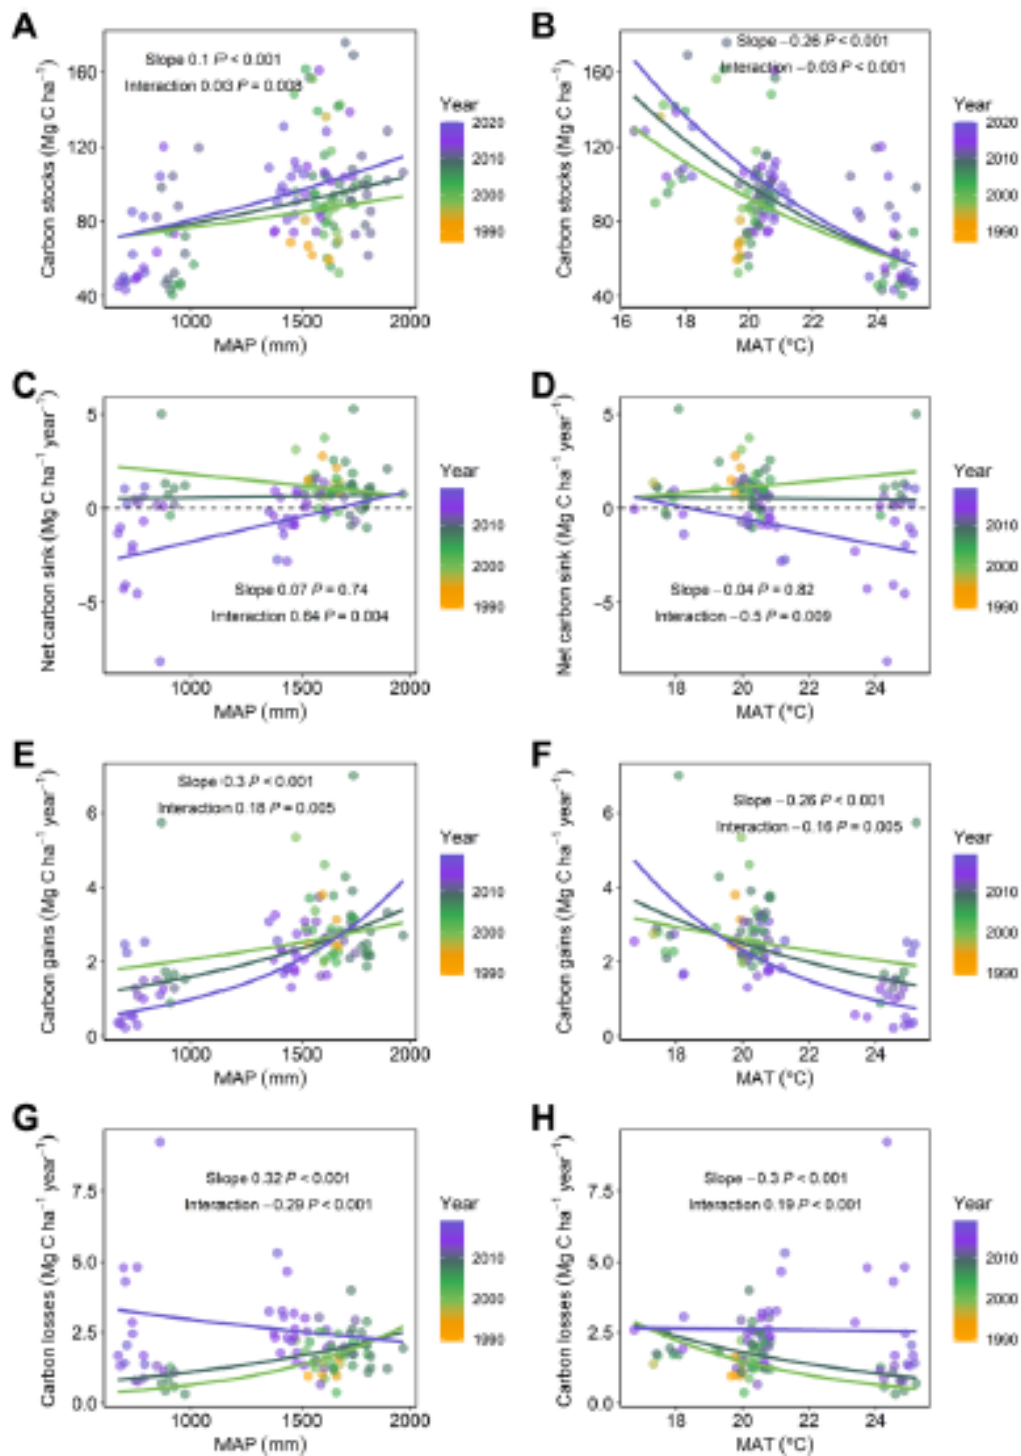 A
Slope 0.1 P < 0.001
Interaction 0.03 P = 0.008
Carbon stocks (Mg C ha⁻¹)
160
120
80
40
1000
1500
2000
MAP (mm)
Year
2020
2010
2000
1990
B
Slope −0.26 P < 0.001
Interaction −0.03 P < 0.001
Carbon stocks (Mg C ha⁻¹)
160
120
80
40
16
18
20
22
24
MAT (°C)
Year
2020
2010
2000
1990
C
Net carbon sink (Mg C ha⁻¹ year⁻¹)
5
0
−5
Slope 0.07 P = 0.74
Interaction 0.64 P = 0.004
1000
1500
2000
MAP (mm)
Year
2010
2000
1990
D
Net carbon sink (Mg C ha⁻¹ year⁻¹)
5
0
−5
Slope −0.04 P = 0.82
Interaction −0.5 P = 0.009
18
20
22
24
MAT (°C)
Year
2010
2000
1990
E
Slope 0.3 P < 0.001
Interaction 0.18 P = 0.005
Carbon gains (Mg C ha⁻¹ year⁻¹)
6
4
2
0
1000
1500
2000
MAP (mm)
Year
2010
2000
1990
F
Slope −0.26 P < 0.001
Interaction −0.16 P = 0.005
Carbon gains (Mg C ha⁻¹ year⁻¹)
6
4
2
0
18
20
22
24
MAT (°C)
Year
2010
2000
1990
G
Slope 0.32 P < 0.001
Interaction −0.29 P < 0.001
Carbon losses (Mg C ha⁻¹ year⁻¹)
7.5
5.0
2.5
0.0
1000
1500
2000
MAP (mm)
Year
2010
2000
1990
H
Slope −0.3 P < 0.001
Interaction 0.19 P < 0.001
Carbon losses (Mg C ha⁻¹ year⁻¹)
7.5
5.0
2.5
0.0
18
20
22
24
MAT (°C)
Year
2010
2000
1990